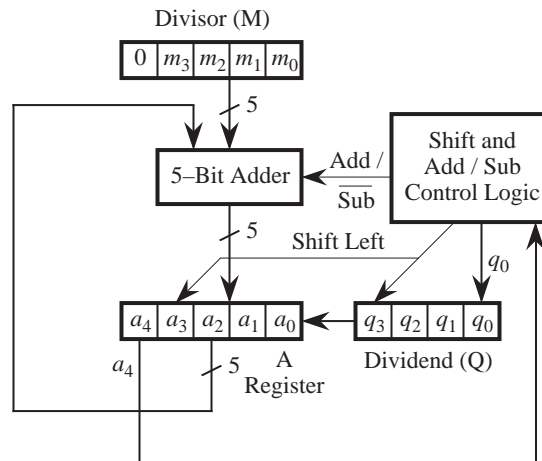 Divisor (M)
0 m3 m2 m1 m0
5
5–Bit Adder
Add /
Sub
Shift and
Add / Sub
Control Logic
5
Shift Left
q0
a4 a3 a2 a1 a0
q3 q2 q1 q0
a4
5
A
Register
Dividend (Q)